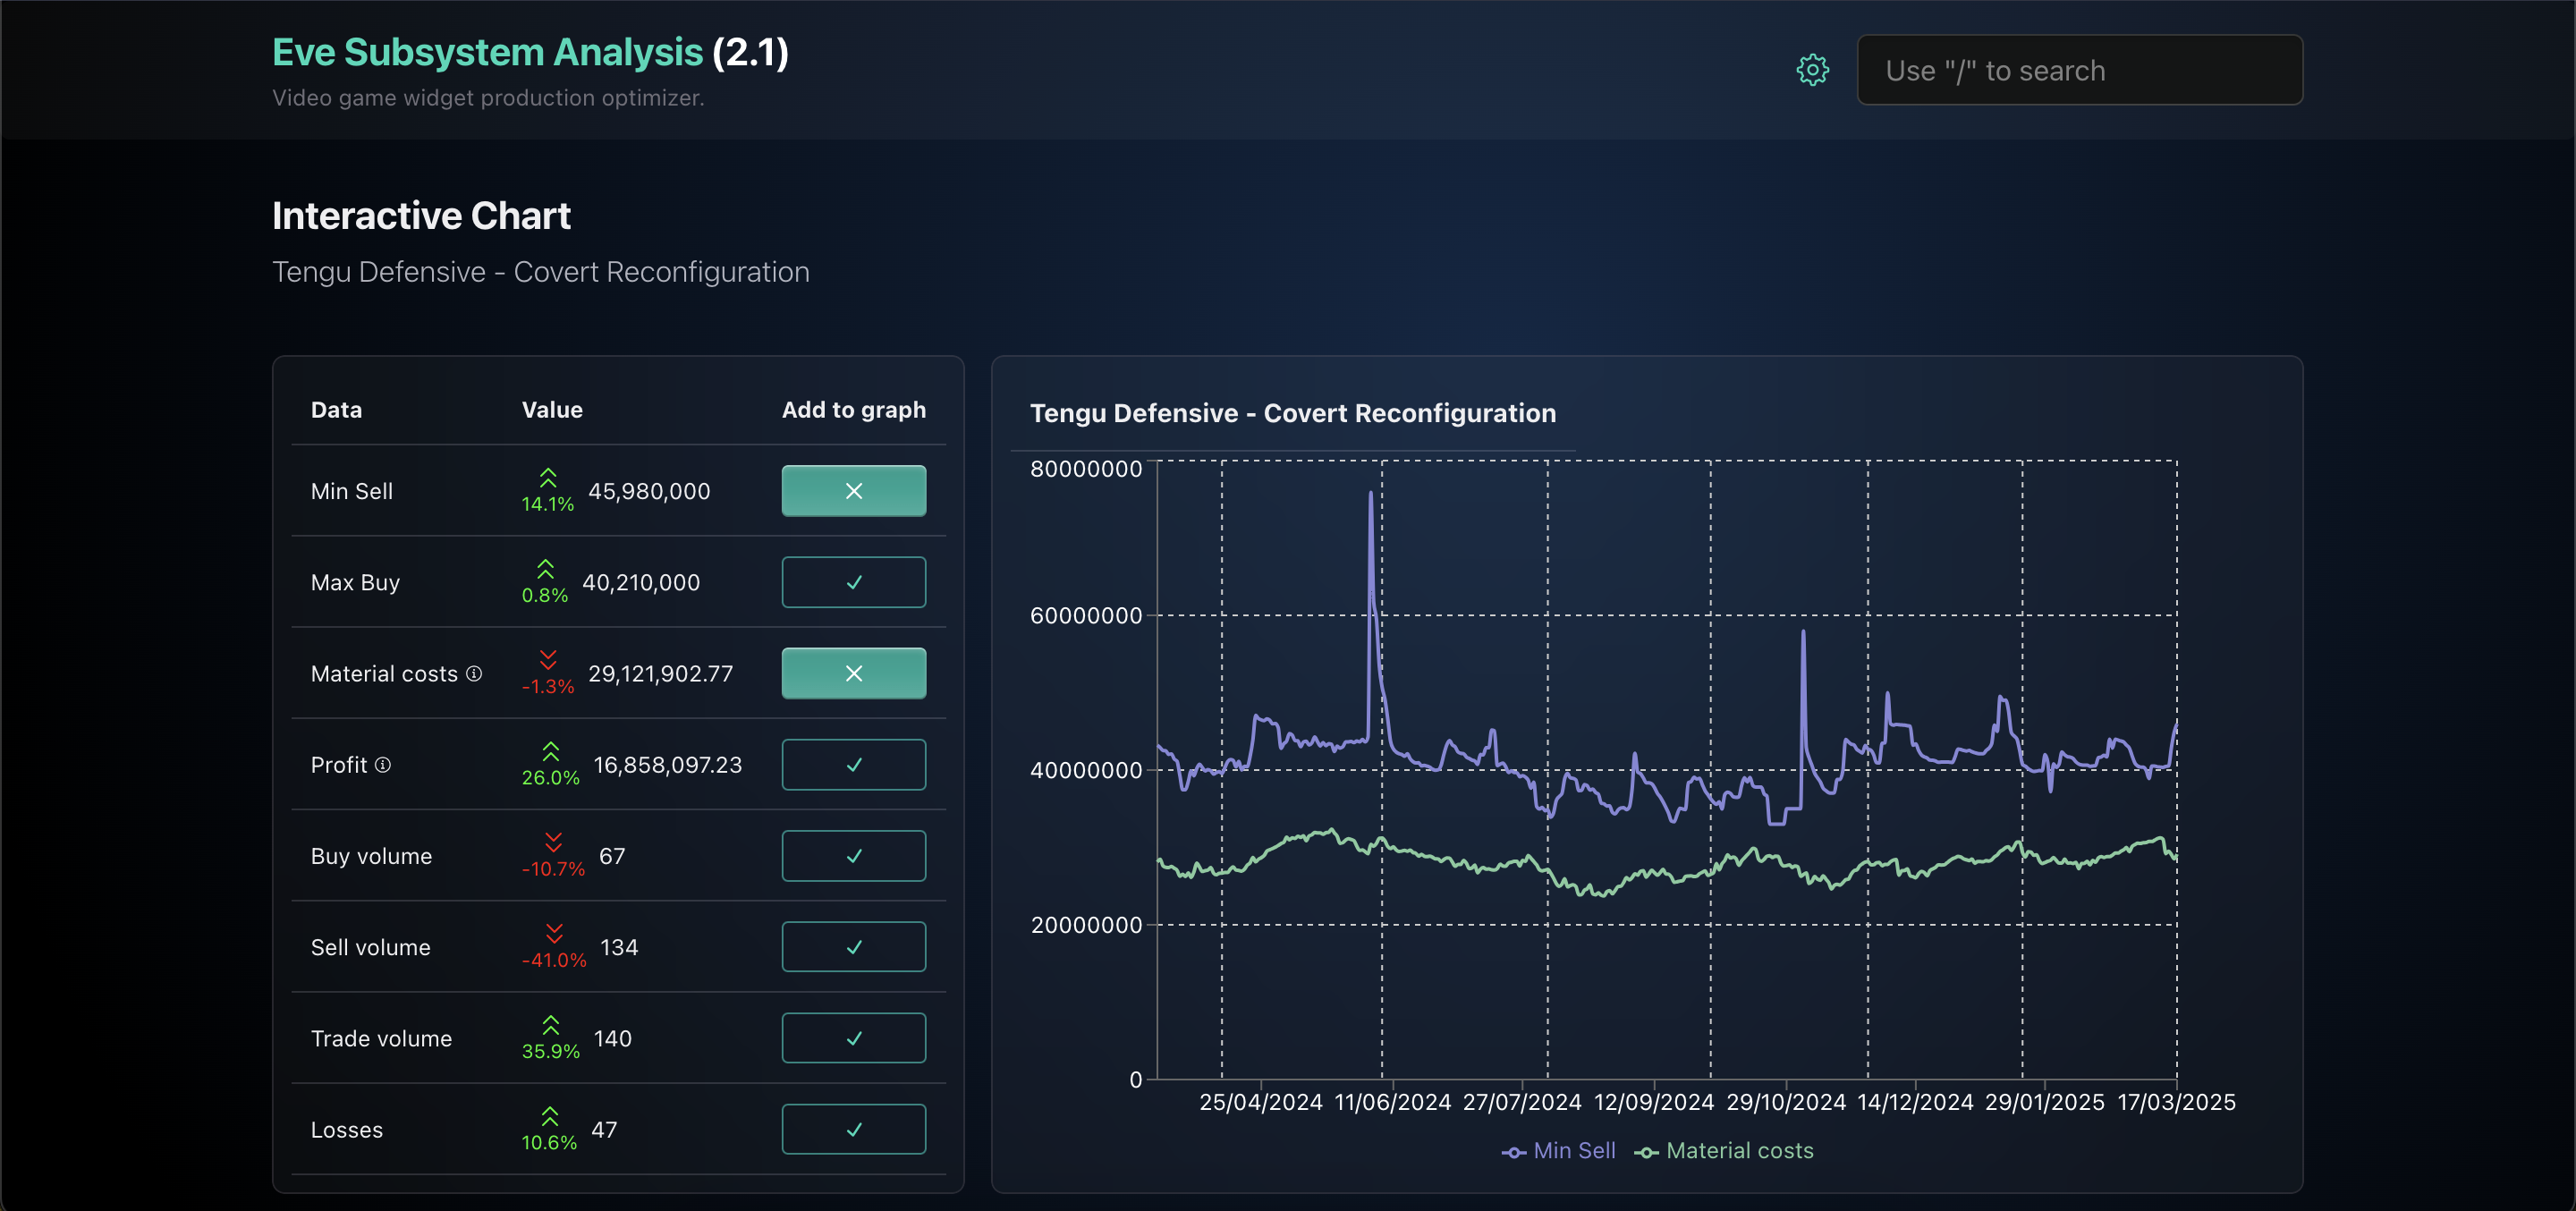 Eve Subsystem Analysis (2.1)
Video game widget production optimizer.
Use "/" to search
Interactive Chart
Tengu Defensive - Covert Reconfiguration
Data Value Add to graph
Min Sell 14.1% 45,980,000
Max Buy 0.8% 40,210,000
Material costs -1.3% 29,121,902.77
Profit 26.0% 16,858,097.23
Buy volume -10.7% 67
Sell volume -41.0% 134
Trade volume 35.9% 140
Losses 10.6% 47
Tengu Defensive - Covert Reconfiguration
80000000
60000000
40000000
20000000
0
25/04/2024 11/06/2024 27/07/2024 12/09/2024 29/10/2024 14/12/2024 29/01/2025 17/03/2025
Min Sell Material costs